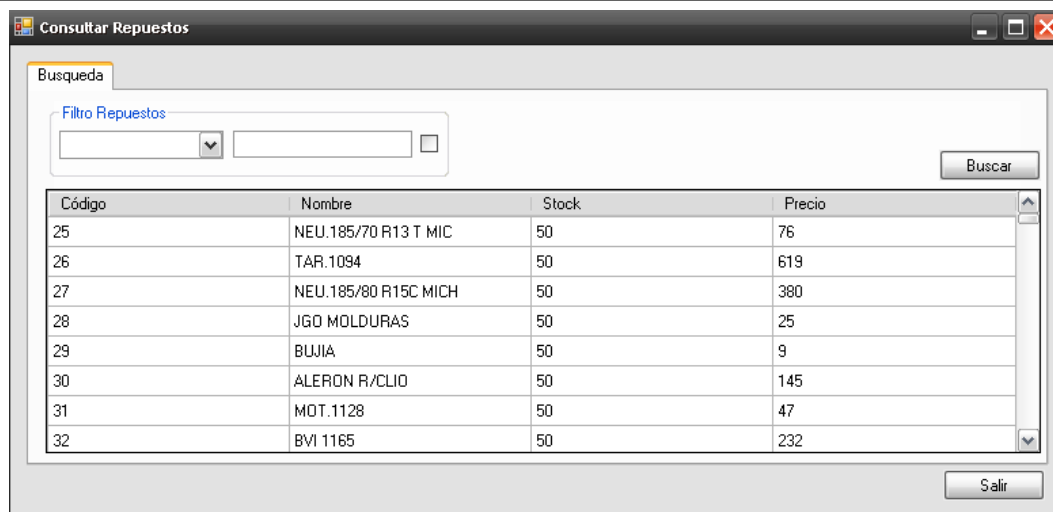 Consultar Repuestos
Busqueda
Filtro Repuestos
Buscar
Código Nombre Stock Precio
25 NEU.185/70 R13 T MIC 50 76
26 TAR.1094 50 619
27 NEU.185/80 R15C MICH 50 380
28 JGO MOLDURAS 50 25
29 BUJIA 50 9
30 ALERON R/CLIO 50 145
31 MOT.1128 50 47
32 BVI 1165 50 232
Salir